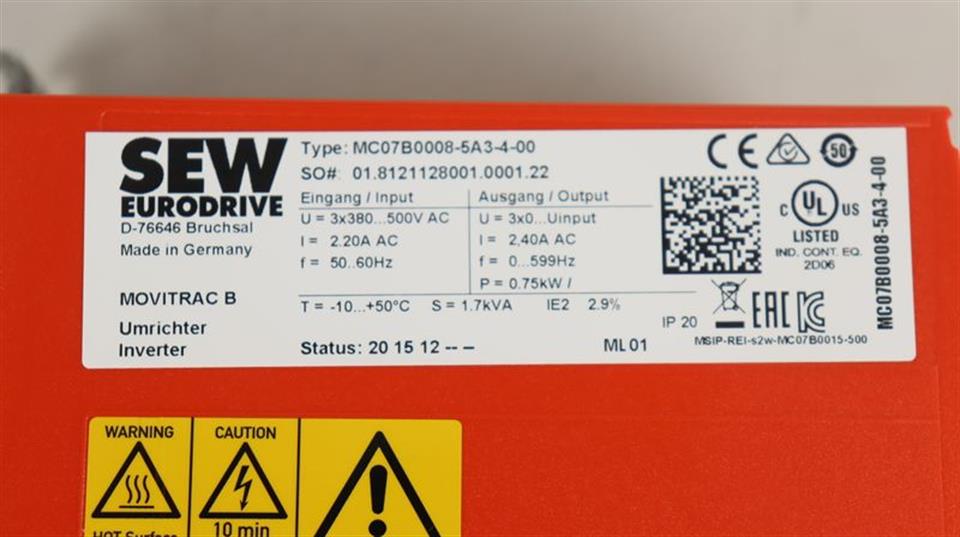 SEW
EURODRIVE
D-76646 Bruchsal
Made in Germany
MOVITRAC B
Umrichter
Inverter
Type: MC07B0008-5A3-4-00
SO#: 01.8121128001.0001.22
Eingang / Input
U = 3x380...500V AC
I = 2.20A AC
f = 50..60Hz
Ausgang / Output
U = 3x0...Uinput
I = 2,40A AC
f = 0...599Hz
P = 0.75kW /
T = -10...+50°C S = 1.7kVA IE2 2.9%
IP 20
Status: 20 15 12 -- --
ML 01
CE
50
C UL US
LISTED
IND. CONT. EQ.
2D06
EAC
MSIP-REI-s2w-MC07B0015-500
MC07B0008-5A3-4-00
WARNING
HOT Surface
CAUTION
10 min